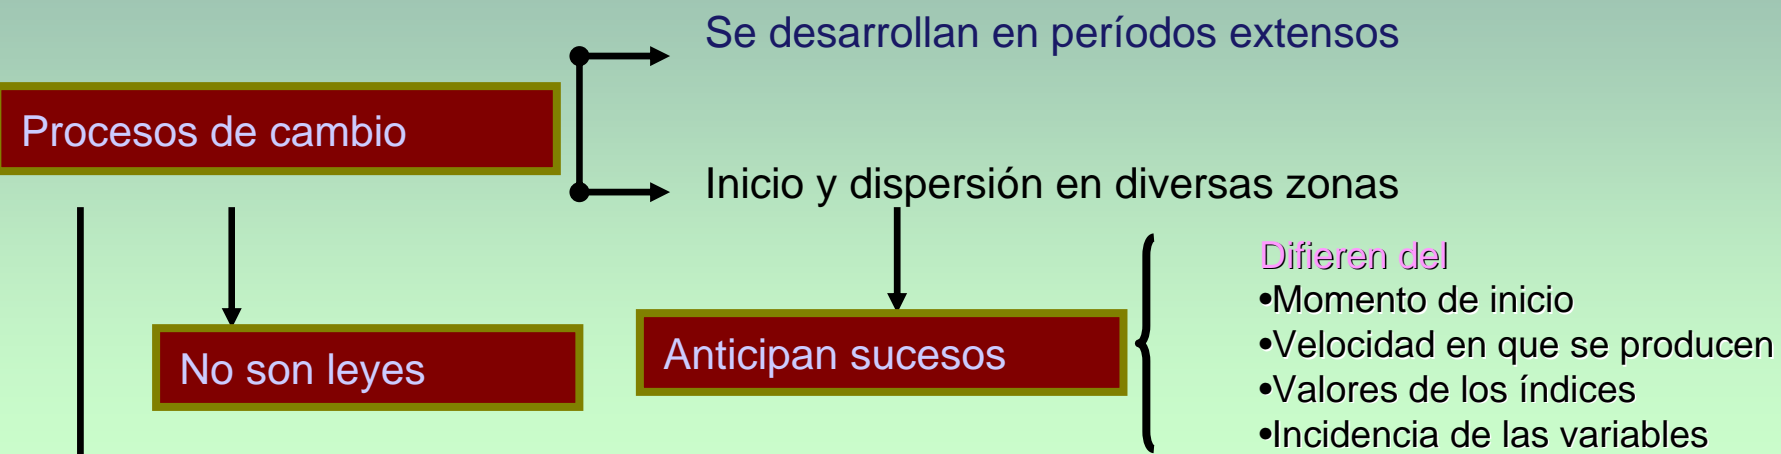 Se desarrollan en períodos extensos
Procesos de cambio
Inicio y dispersión en diversas zonas
No son leyes
Anticipan sucesos
Difieren del
•Momento de inicio
•Velocidad en que se producen
•Valores de los índices
•Incidencia de las variables